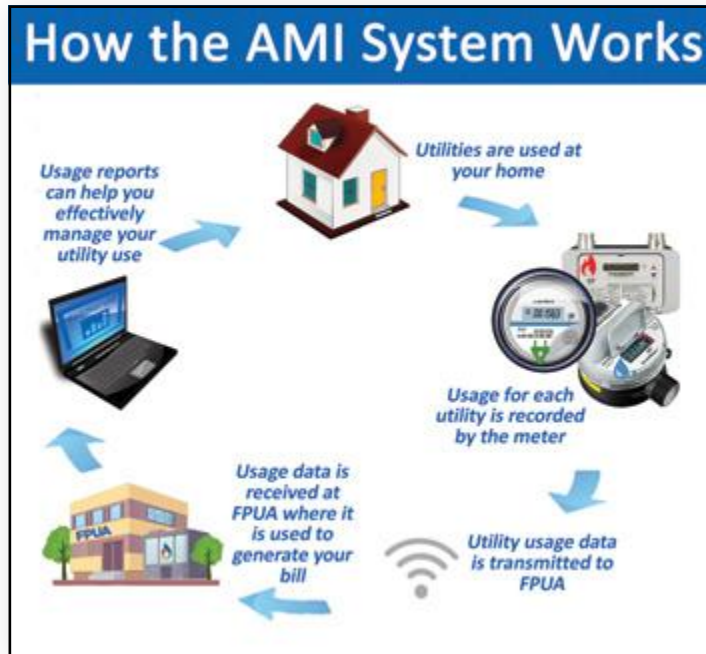 How the AMI System Works
Utilities are used at
your home
Usage for each
utility is recorded
by the meter
Utility usage data
is transmitted to
FPUA
Usage data is
received at
FPUA where it
is used to
generate your
bill
FPUA
Usage reports
can help you
effectively
manage your
utility use